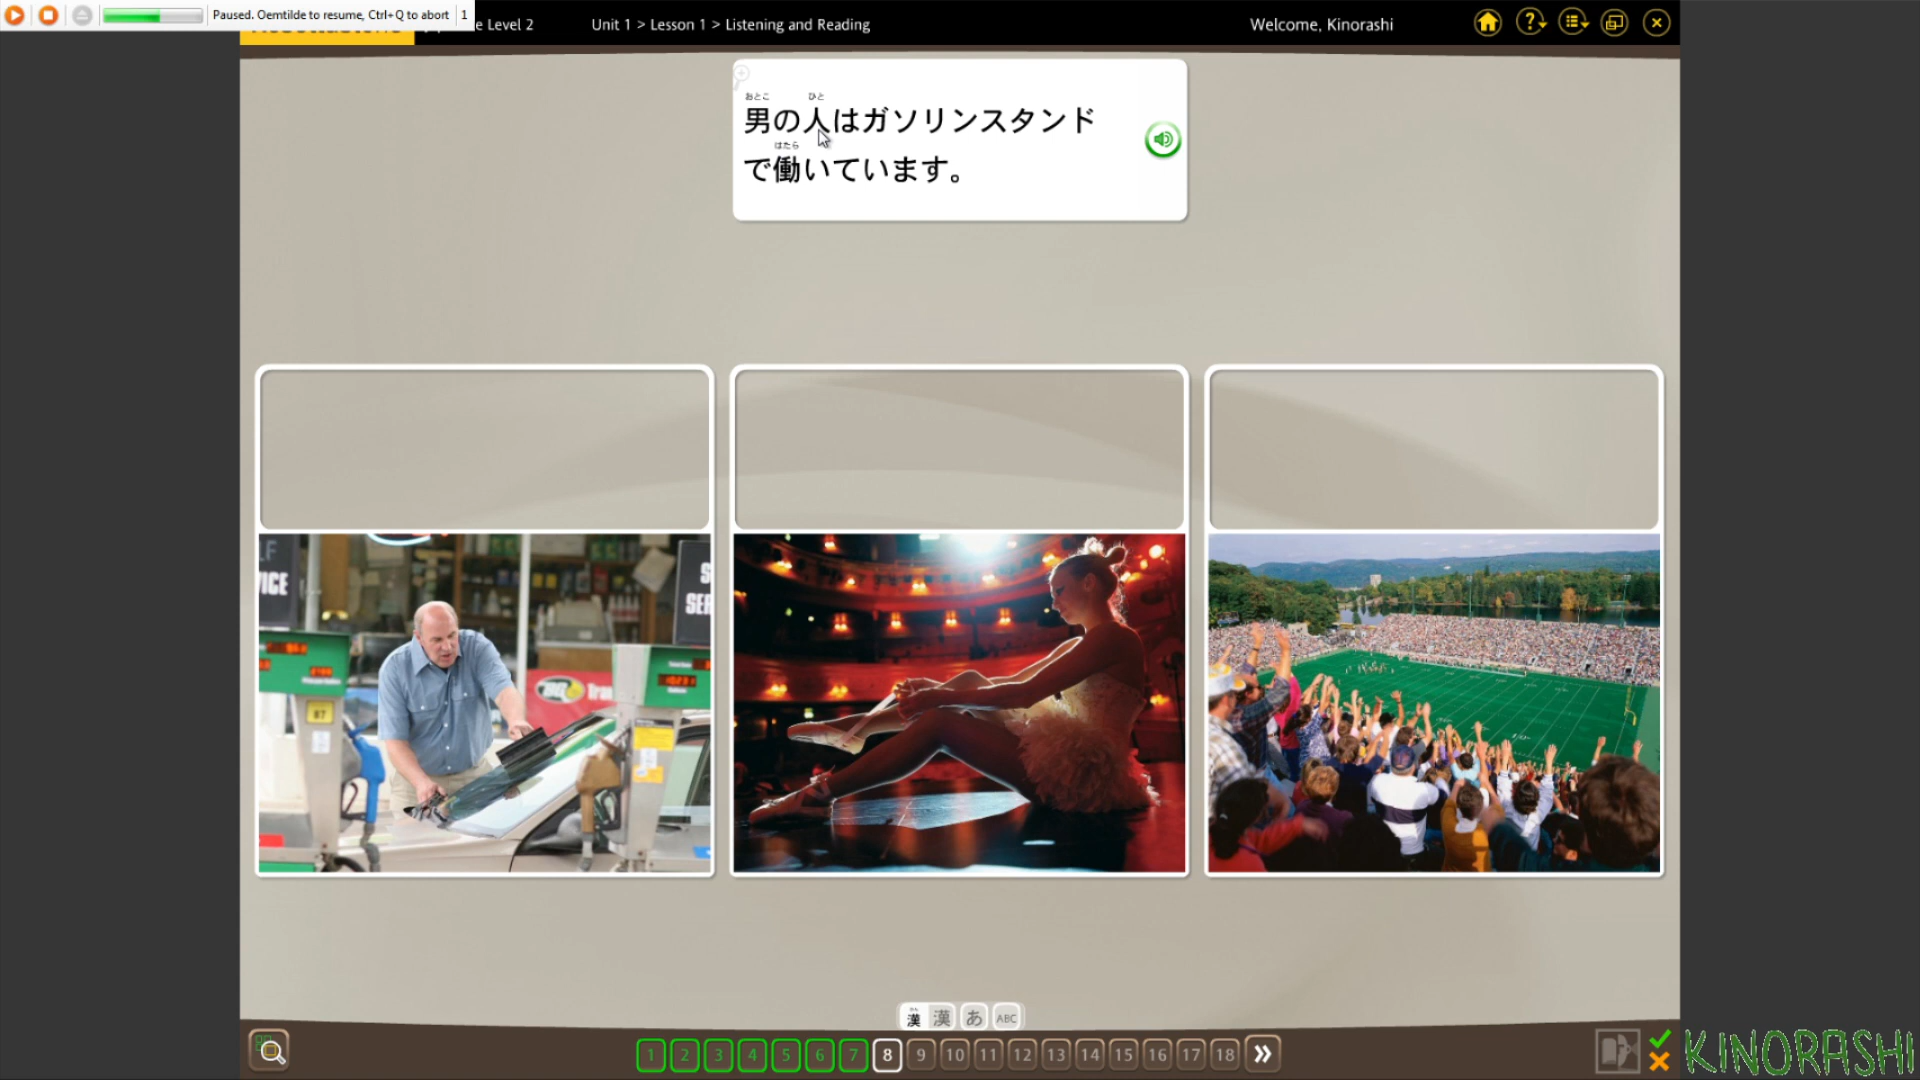 Paused. Oemtilde to resume, Ctrl+Q to abort 1
e Level 2
Unit 1 > Lesson 1 > Listening and Reading
Welcome, Kinorashi
おとこ ひと
男の人はガソリンスタンド
はたら
で働いています。
VICE
87
漢 漢 あ ABC
1 2 3 4 5 6 7 8 9 10 11 12 13 14 15 16 17 18
KINORASHI